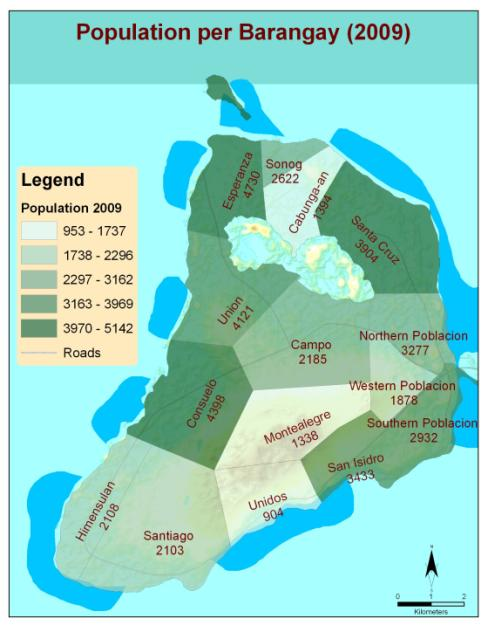 Population per Barangay (2009)
Legend
Population 2009
953 - 1737
1738 - 2296
2297 - 3162
3163 - 3969
3970 - 5142
Roads
Esperanza
4730
Sonog
2622
Cabunga-an
1394
Santa Cruz
3904
Union
4121
Campo
2185
Northern Poblacion
3277
Western Poblacion
1878
Southern Poblacion
2932
Consuelo
4398
Montealegre
1338
San Isidro
3433
Unidos
904
Himensulan
2108
Santiago
2103
N
0 1 2
Kilometers